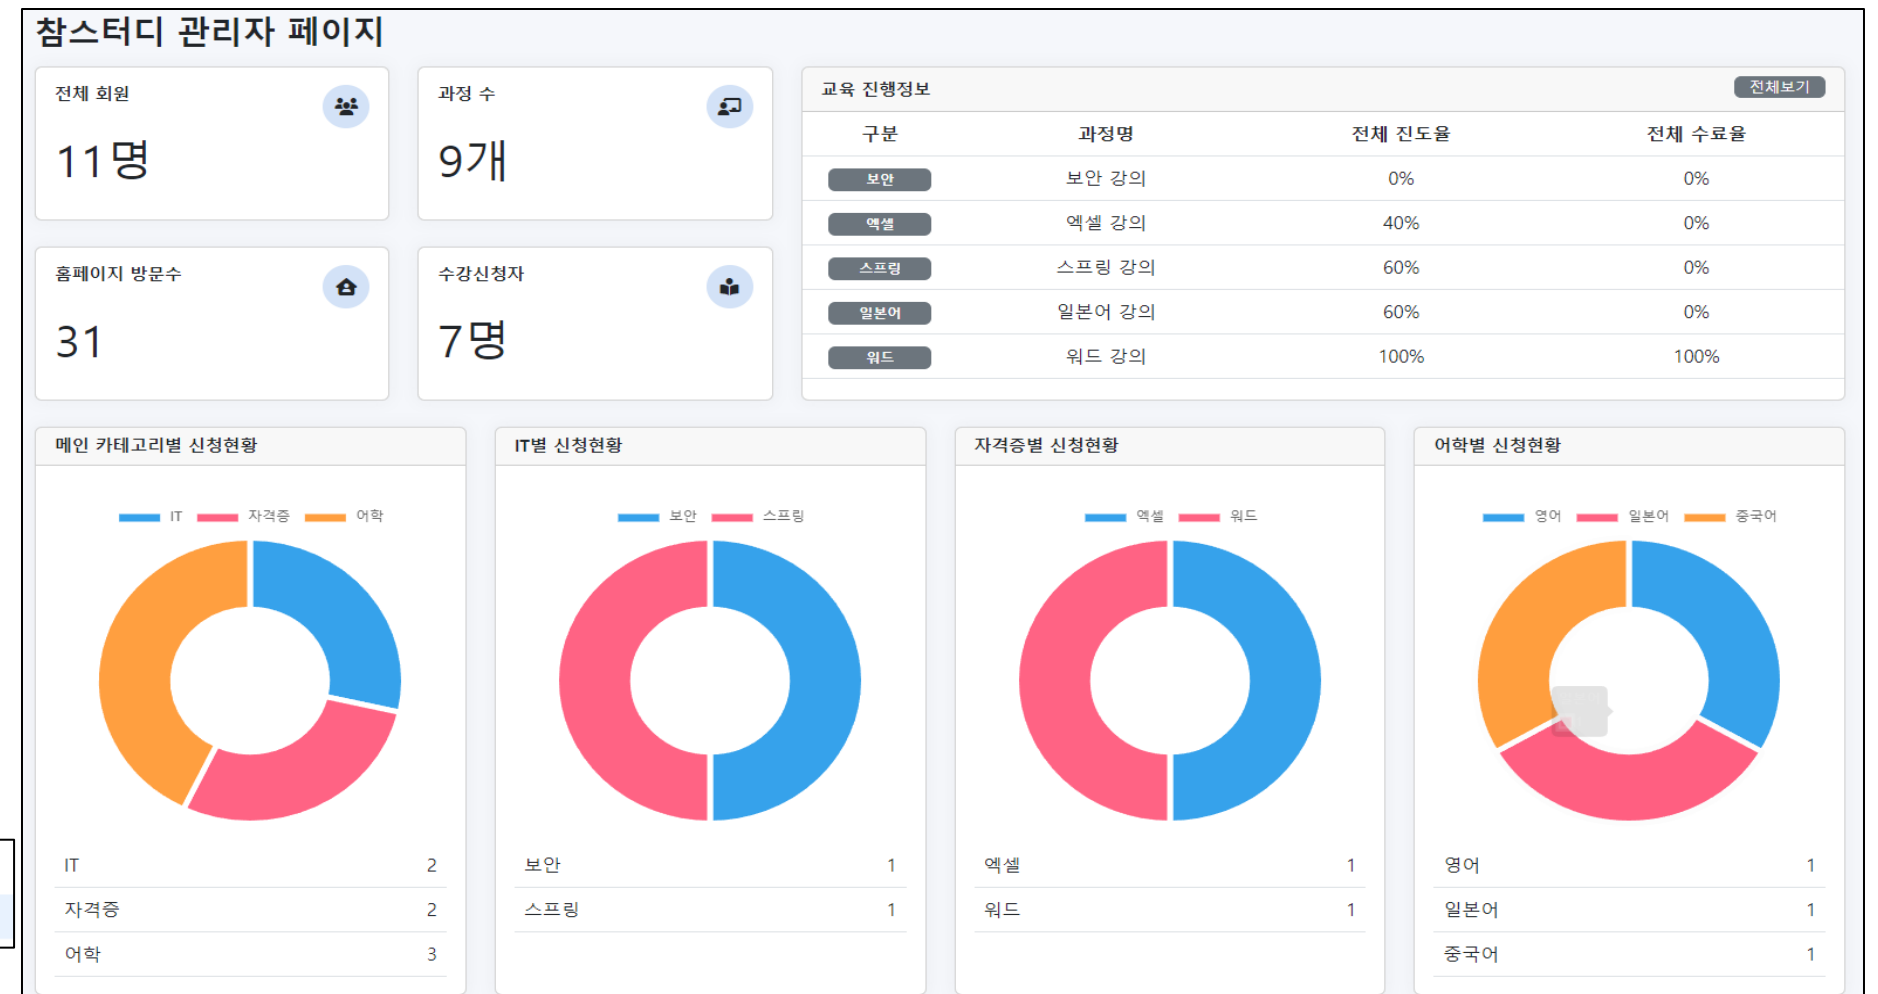 참스터디 관리자 페이지
전체 회원
11명
과정 수
9개
홈페이지 방문수
31
수강신청자
7명
교육 진행정보 전체보기
구분 과정명 전체 진도율 전체 수료율
보안 보안 강의 0% 0%
엑셀 엑셀 강의 40% 0%
스프링 스프링 강의 60% 0%
일본어 일본어 강의 60% 0%
워드 워드 강의 100% 100%
메인 카테고리별 신청현황
IT 자격증 어학
IT 2
자격증 2
어학 3
IT별 신청현황
보안 스프링
보안 1
스프링 1
자격증별 신청현황
엑셀 워드
엑셀 1
워드 1
어학별 신청현황
영어 일본어 중국어
영어 1
일본어 1
중국어 1